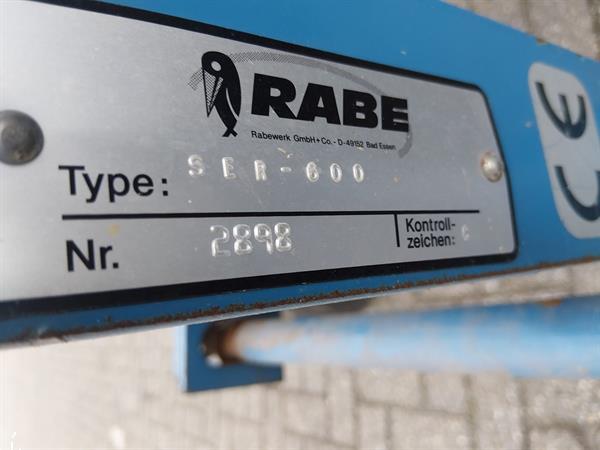 RABE
Rabewerk GmbH+Co. - D-49152 Bad Essen
Type: SER-600
Nr. 2898
Kontroll-
zeichen: C
CE